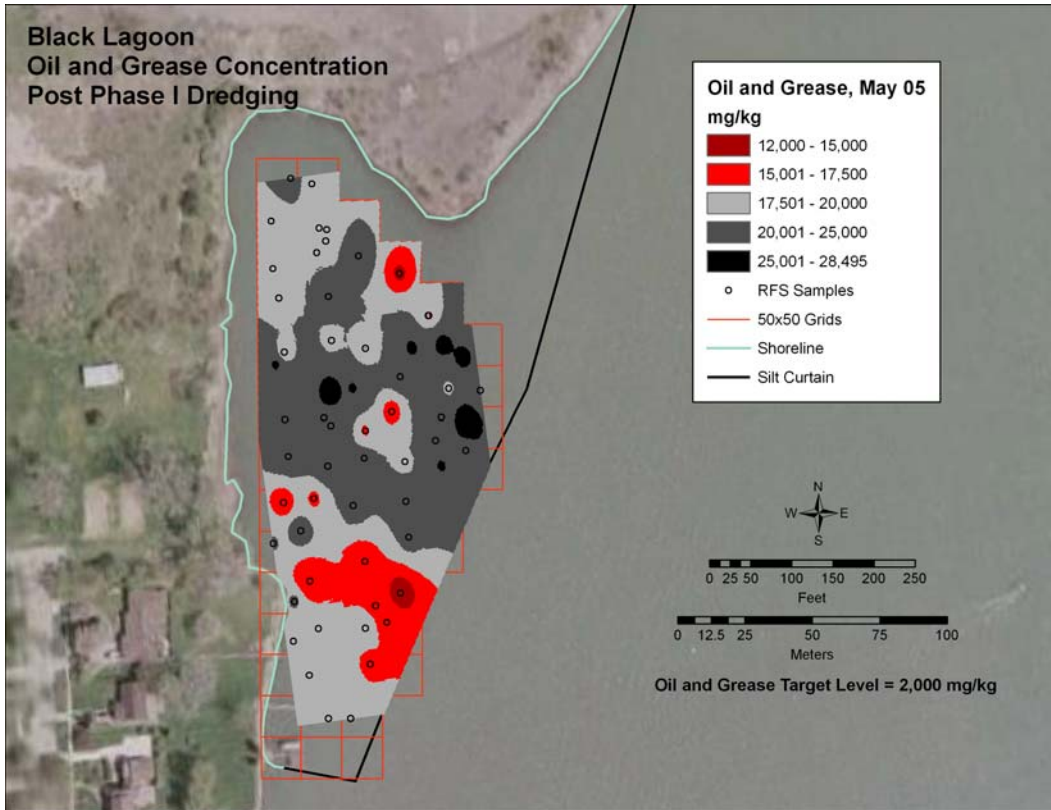 Black Lagoon
Oil and Grease Concentration
Post Phase I Dredging
Oil and Grease, May 05
mg/kg
12,000 - 15,000
15,001 - 17,500
17,501 - 20,000
20,001 - 25,000
25,001 - 28,495
RFS Samples
50x50 Grids
Shoreline
Silt Curtain
N
W E
S
0 25 50 100 150 200 250
Feet
0 12.5 25 50 75 100
Meters
Oil and Grease Target Level = 2,000 mg/kg